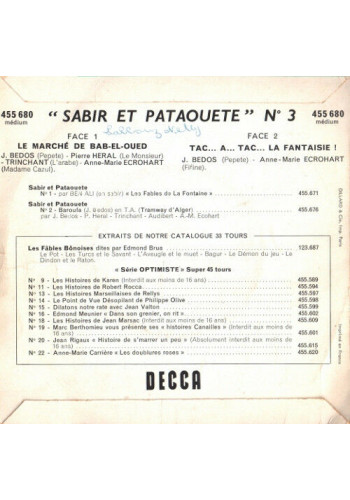 455 680
médium
" SABIR ET PATAOUETE " N° 3
455 680
médium
FACE 1
LE MARCHÉ DE BAB-EL-OUED
J. BEDOS (Pepete) - Pierre HERAL (Le Monsieur)
- TRINCHANT (L'arabe) - Anne-Marie ECROHART
(Madame Cazul).
FACE 2
TAC... A... TAC... LA FANTAISIE !
J. BEDOS (Pepete) - Anne-Marie ECROHART
(Fifine).
Sabir et Pataouete
N° 1 - par BEN ALI (en sabir) « Les Fables de La Fontaine » 455.671
Sabir et Pataouete
N° 2 - Baroufa (J. Bedos) en T.A. (Tramway d'Alger) 455.676
par J. Bedos - P. Heral - Trinchant - Audibert - A.-M. Ecohart
EXTRAITS DE NOTRE CATALOGUE 33 TOURS
Les Fables Bônoises dites par Edmond Brua 123.687
Le Pot - Les Turcs et le Savant - L'Aveugle et le nuage - Bagur - Le Démon du jeu - Le
Dindon et le Raton.
« Série OPTIMISTE » Super 45 tours
N° 9 - Les Histoires de Karen (Interdit aux moins de 16 ans) 455.589
N° 11 - Les Histoires de Robert Rocca 455.594
N° 13 - Les Histoires Marseillaises de Rellys 455.597
N° 14 - Le Point de Vue Désopilent de Philippe Olive 455.598
N° 15 - Dilatons notre rate avec Jean Valton 455.599
N° 16 - Edmond Meunier « Dans son grenier, on rit » 455.602
N° 18 - Les Histoires de Jean Marsac (Interdit aux moins de 16 ans) 455.609
N° 19 - Marc Berthomieu vous présente ses « Histoires Canailles » (Interdit aux moins
de 16 ans) 455.601
N° 20 - Jean Rigaux « Histoire de s'marrer un peu » (Absolument interdit aux moins
de 16 ans) 455.615
N° 22 - Anne-Marie Carrière « Les doublures roses » 455.620
DECCA
Imprimé en France